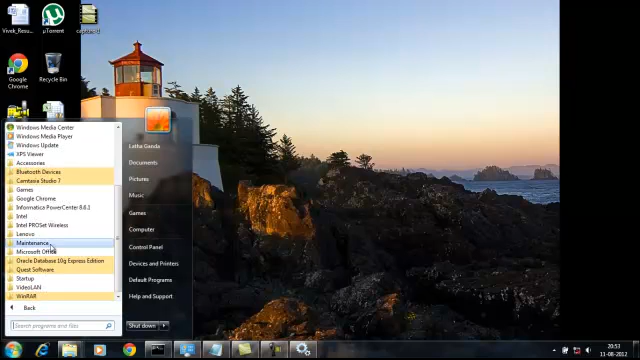 Vivek_Resu...
µTorrent
Google Chrome
Recycle Bin
Windows Media Center
Windows Media Player
Windows Update
XPS Viewer
Accessories
Bluetooth Devices
Camtasia Studio 7
Games
Google Chrome
Informatica PowerCenter 8.6.1
Intel
Intel PROSet Wireless
Lenovo
Maintenance
Microsoft Office
Oracle Database 10g Express Edition
Quest Software
Startup
VideoLAN
WinRAR
Back
Search programs and files
Documents
Pictures
Music
Games
Computer
Control Panel
Devices and Printers
Default Programs
Help and Support
Shut down
20:53
11-08-2012